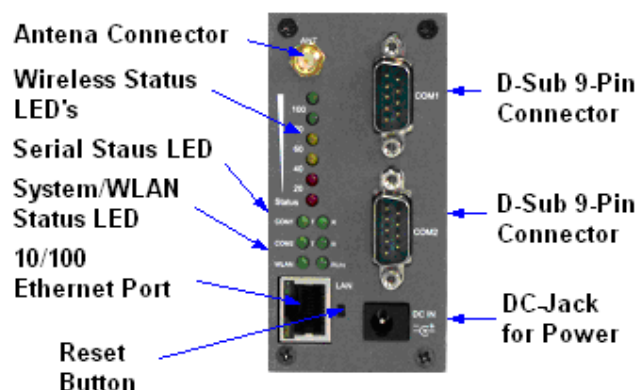 Antena Connector
Wireless Status
LED's
Serial Staus LED
System/WLAN
Status LED
10/100
Ethernet Port
Reset
Button
ANT
100
80
60
40
20
Status
COM1
COM2
WLAN
LAN
COM1
COM2
DC IN
D-Sub 9-Pin
Connector
D-Sub 9-Pin
Connector
DC-Jack
for Power